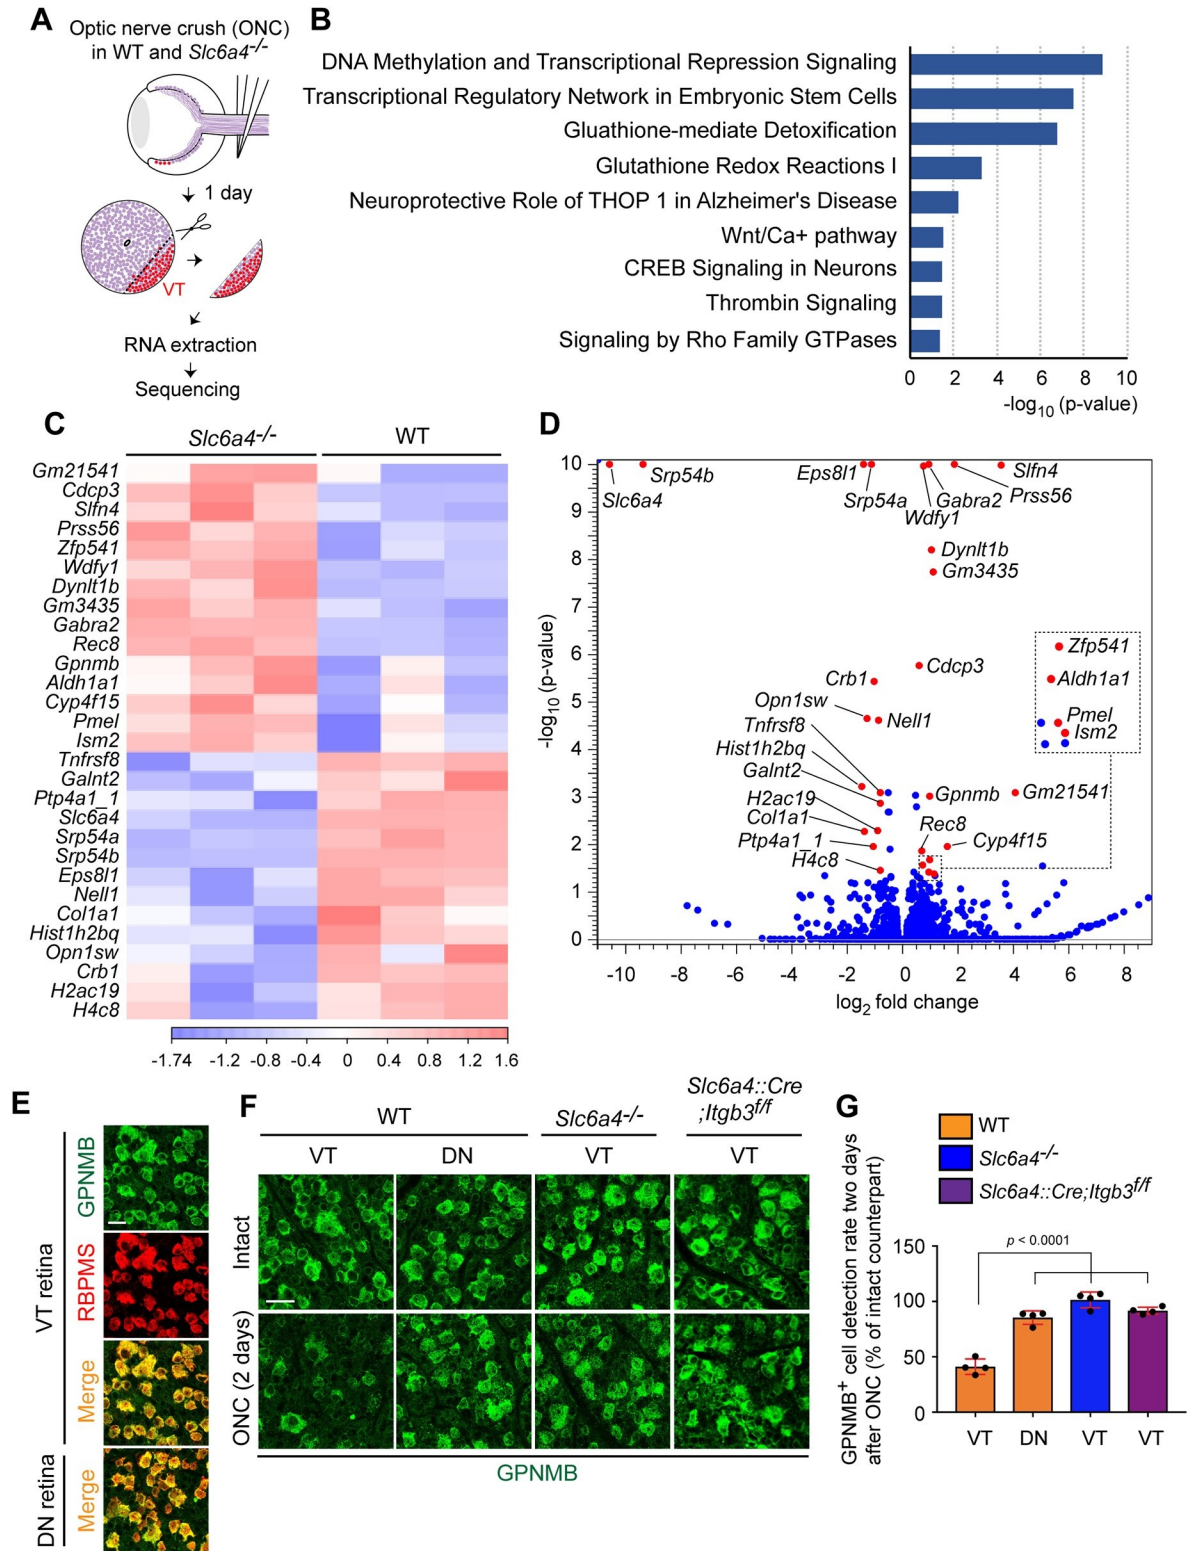 A
Optic nerve crush (ONC)
in WT and Slc6a4-/-
1 day
VT
RNA extraction
Sequencing
B
DNA Methylation and Transcriptional Repression Signaling
Transcriptional Regulatory Network in Embryonic Stem Cells
Gluathione-mediate Detoxification
Glutathione Redox Reactions I
Neuroprotective Role of THOP 1 in Alzheimer's Disease
Wnt/Ca+ pathway
CREB Signaling in Neurons
Thrombin Signaling
Signaling by Rho Family GTPases
0 2 4 6 8 10
-log10 (p-value)
C
Slc6a4-/- WT
Gm21541
Cdcp3
Slfn4
Prss56
Zfp541
Wdfy1
Dynlt1b
Gm3435
Gabra2
Rec8
Gpnmb
Aldh1a1
Cyp4f15
Pmel
Ism2
Tnfrsf8
Galnt2
Ptp4a1_1
Slc6a4
Srp54a
Srp54b
Eps8l1
Nell1
Col1a1
Hist1h2bq
Opn1sw
Crb1
H2ac19
H4c8
-1.74 -1.2 -0.8 -0.4 0 0.4 0.8 1.2 1.6
D
-log10 (p-value)
10
9
8
7
6
5
4
3
2
1
0
Slc6a4
Srp54b
Eps8l1
Srp54a
Wdfy1
Gabra2
Prss56
Slfn4
Dynlt1b
Gm3435
Cdcp3
Crb1
Opn1sw
Nell1
Tnfrsf8
Hist1h2bq
Galnt2
H2ac19
Col1a1
Ptp4a1_1
H4c8
Gpnmb
Gm21541
Rec8
Cyp4f15
Zfp541
Aldh1a1
Pmel
Ism2
-10 -8 -6 -4 -2 0 2 4 6 8
log2 fold change
E
VT retina
GPNMB
RBPMS
Merge
DN retina
Merge
F
WT
Slc6a4-/-
Slc6a4::Cre
;Itgb3f/f
VT DN VT VT
Intact
ONC (2 days)
GPNMB
G
WT
Slc6a4-/-
Slc6a4::Cre;Itgb3f/f
GPNMB+ cell detection rate two days
after ONC (% of intact counterpart)
p < 0.0001
150
100
50
0
VT DN VT VT